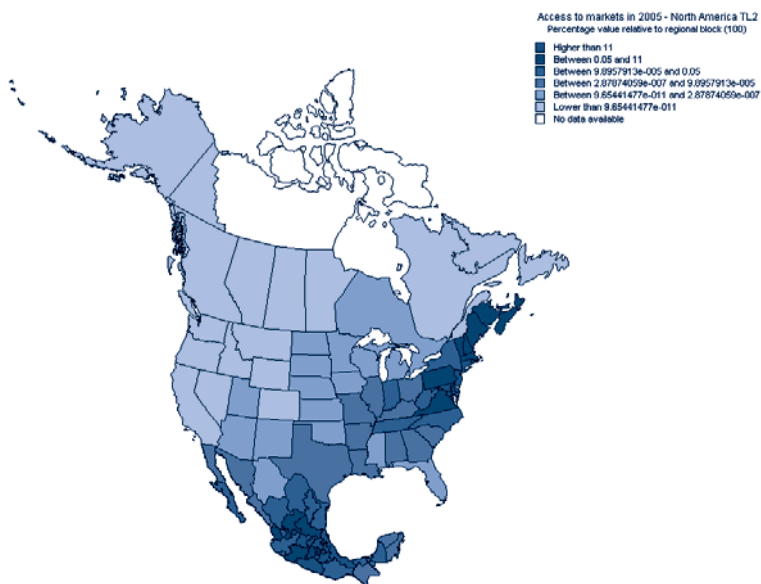 Access to markets in 2005 - North America TL2
Percentage value relative to regional block (100)
Higher than 11
Between 0.05 and 11
Between 9.8957913e-005 and 0.05
Between 2.87874059e-007 and 9.8957913e-005
Between 9.65441477e-011 and 2.87874059e-007
Lower than 9.65441477e-011
No data available